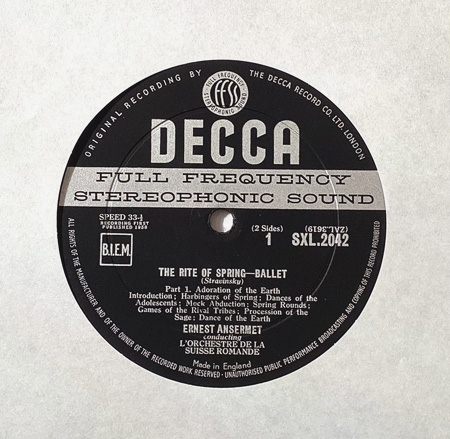 ORIGINAL RECORDING BY
THE DECCA RECORD CO. LTD. LONDON
FULL FREQUENCY
FFSS
STEREOPHONIC SOUND
DECCA
FULL FREQUENCY
STEREOPHONIC SOUND
SPEED 33⅓
RECORDING FIRST
PUBLISHED 1958
(2 Sides)
1
(ZAL.3619)
SXL.2042
B.I.E.M.
THE RITE OF SPRING—BALLET
(Stravinsky)
Part 1. Adoration of the Earth
Introduction; Harbingers of Spring; Dances of the
Adolescents; Mock Abduction; Spring Rounds;
Games of the Rival Tribes; Procession of the
Sage; Dance of the Earth
ERNEST ANSERMET
conducting
L'ORCHESTRE DE LA
SUISSE ROMANDE
Made in England
ALL RIGHTS OF THE MANUFACTURER AND OF THE OWNER OF THE RECORDED WORK RESERVED · UNAUTHORISED PUBLIC PERFORMANCE BROADCASTING AND COPYING OF THIS RECORD PROHIBITED